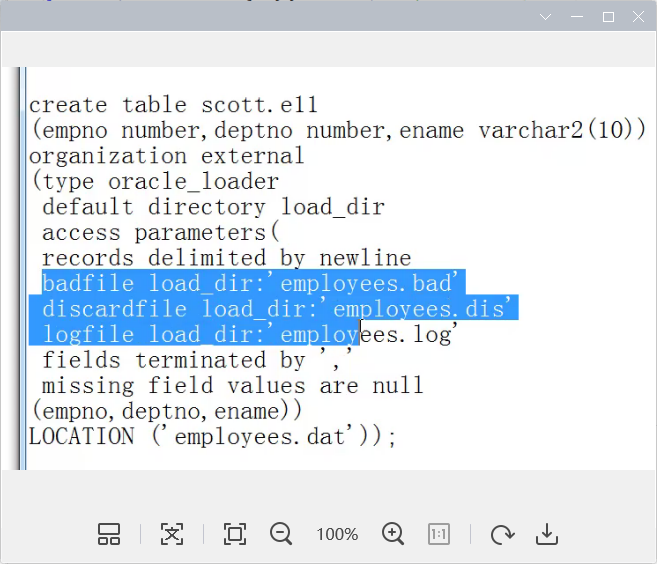 create table scott.e11
(empno number,deptno number,ename varchar2(10))
organization external
(type oracle_loader
default directory load_dir
access parameters(
records delimited by newline
badfile load_dir:'employees.bad'
discardfile load_dir:'employees.dis'
logfile load_dir:'employees.log'
fields terminated by ','
missing field values are null
(empno,deptno,ename))
LOCATION ('employees.dat'));
100%
1:1